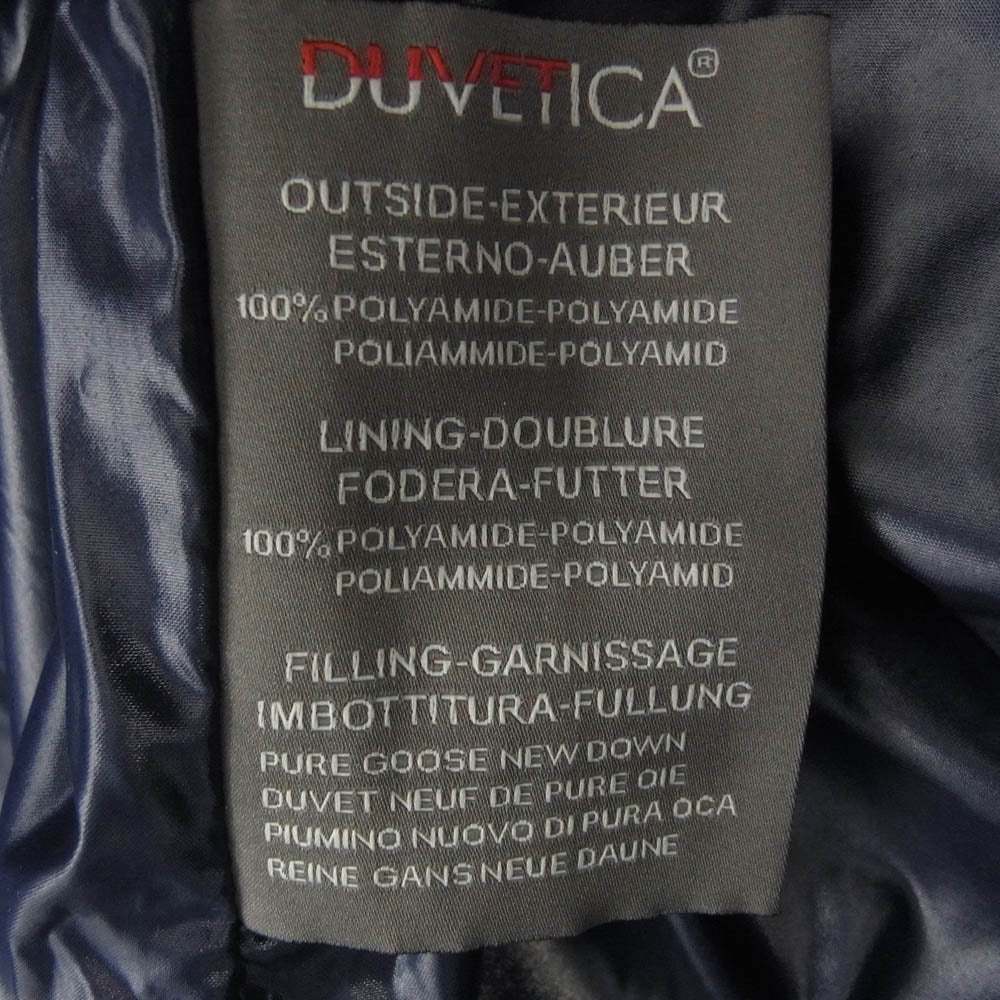 DUVETICA®
OUTSIDE-EXTERIEUR
ESTERNO-AUBER
100% POLYAMIDE-POLYAMIDE
POLIAMMIDE-POLYAMID
LINING-DOUBLURE
FODERA-FUTTER
100% POLYAMIDE-POLYAMIDE
POLIAMMIDE-POLYAMID
FILLING-GARNISSAGE
IMBOTTITURA-FULLUNG
PURE GOOSE NEW DOWN
DUVET NEUF DE PURE OIE
PIUMINO NUOVO DI PURA OCA
REINE GANS NEUE DAUNE